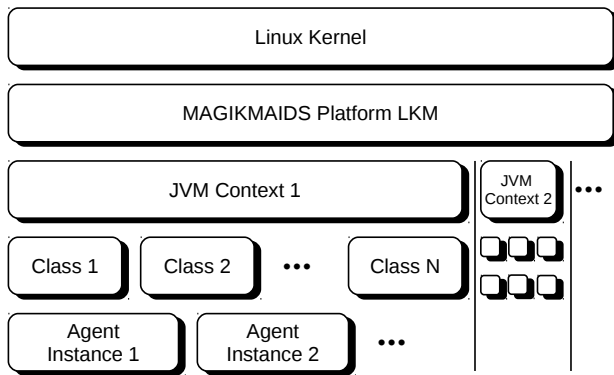 Linux Kernel
MAGIKMAIDS Platform LKM
JVM Context 1
JVM
Context 2
•••
Class 1
Class 2
•••
Class N
Agent
Instance 1
Agent
Instance 2
•••